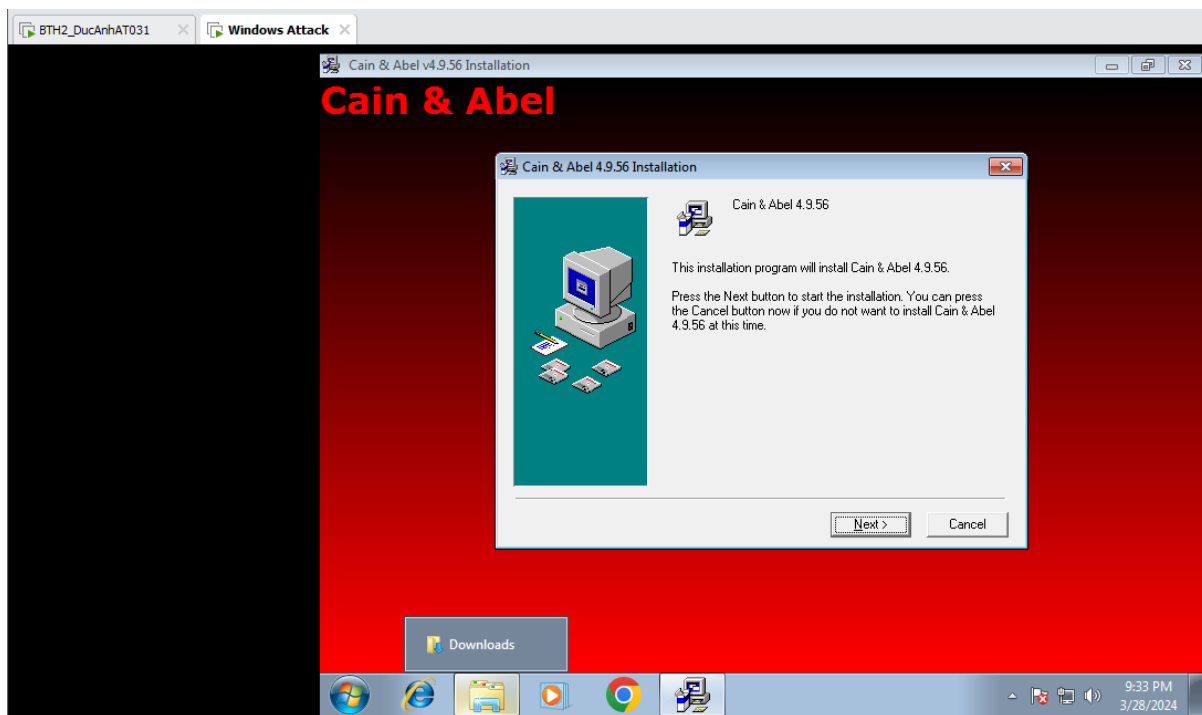 BTH2_DucAnhAT031
Windows Attack
Cain & Abel v4.9.56 Installation
Cain & Abel
Cain & Abel 4.9.56 Installation
Cain & Abel 4.9.56
This installation program will install Cain & Abel 4.9.56.
Press the Next button to start the installation. You can press
the Cancel button now if you do not want to install Cain & Abel
4.9.56 at this time.
Next >
Cancel
Downloads
9:33 PM
3/28/2024